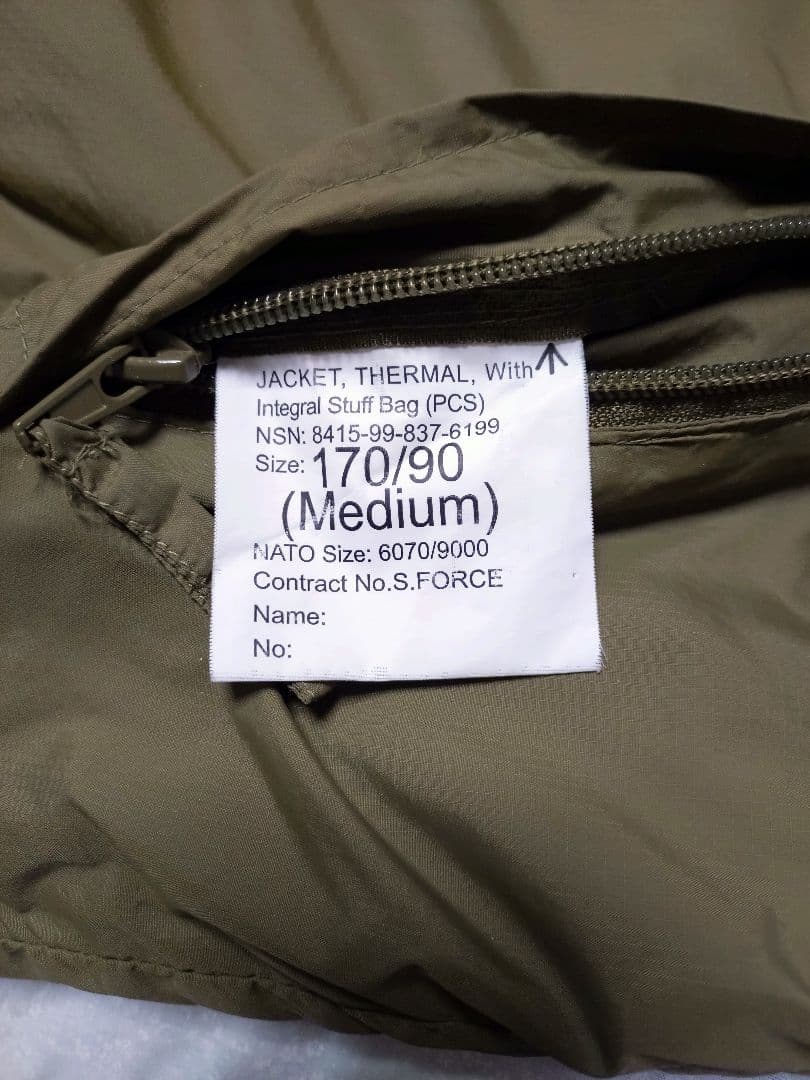 JACKET, THERMAL, With
Integral Stuff Bag (PCS)
NSN: 8415-99-837-6199
Size: 170/90
(Medium)
NATO Size: 6070/9000
Contract No.S.FORCE
Name:
No: